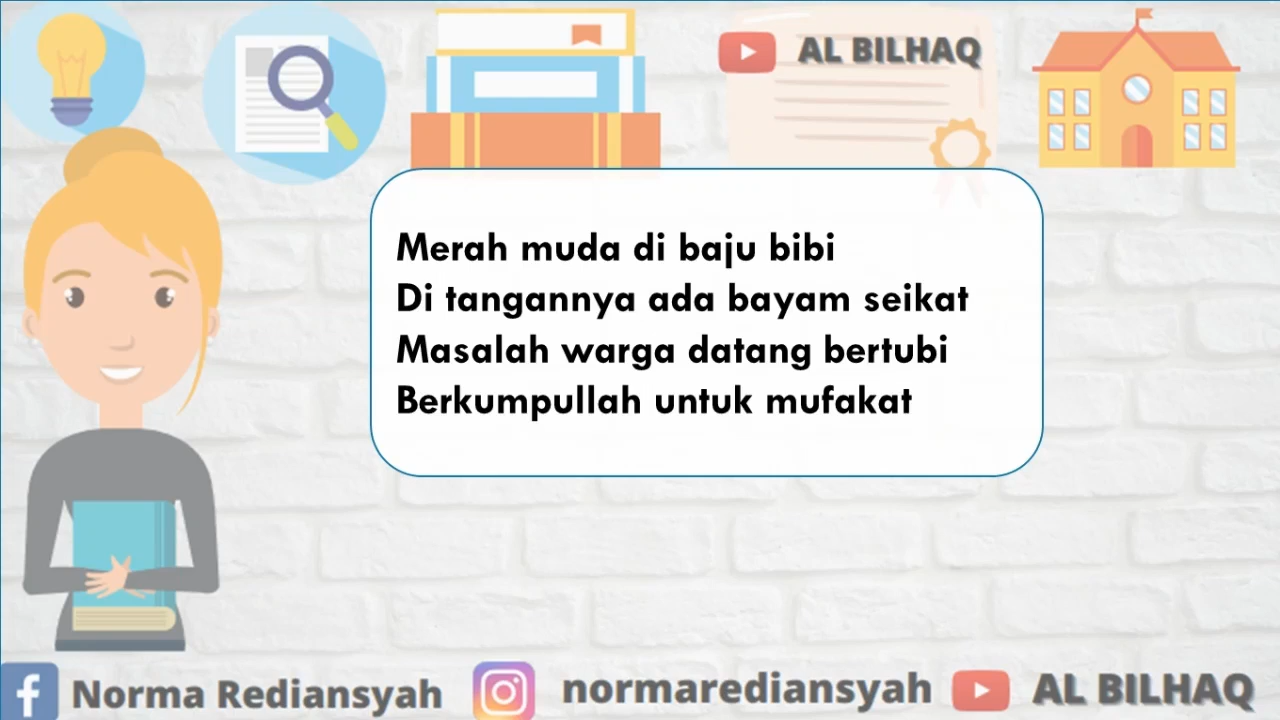 AL BILHAQ
Merah muda di baju bibi
Di tangannya ada bayam seikat
Masalah warga datang bertubi
Berkumpullah untuk mufakat
Norma Rediansyah
normarediansyah
AL BILHAQ